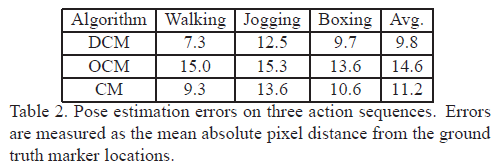 Algorithm Walking Jogging Boxing Avg.
DCM 7.3 12.5 9.7 9.8
OCM 15.0 15.3 13.6 14.6
CM 9.3 13.6 10.6 11.2
Table 2. Pose estimation errors on three action sequences. Errors
are measured as the mean absolute pixel distance from the ground
truth marker locations.